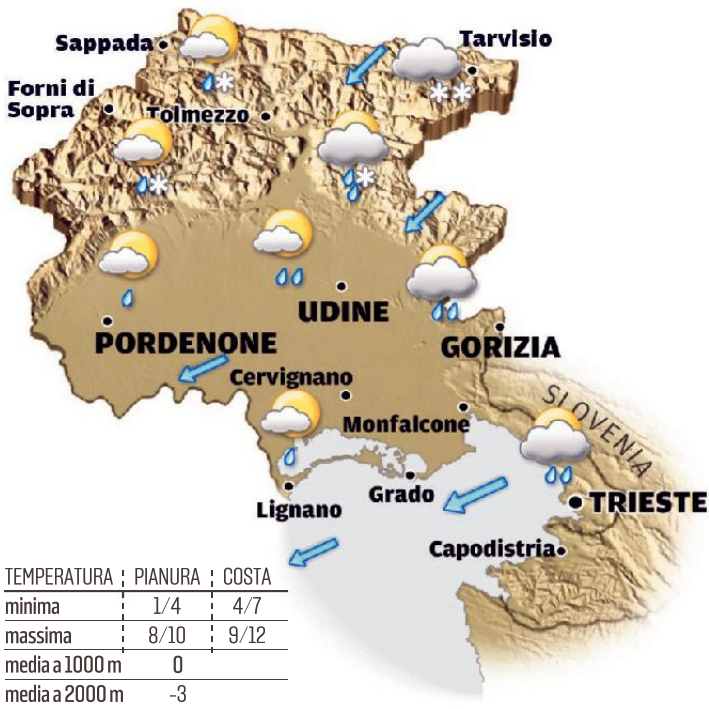 Sappada
Tarvisio
Forni di
Sopra
Tolmezzo
UDINE
PORDENONE
GORIZIA
Cervignano
SLOVENIA
Monfalcone
Grado
TRIESTE
Lignano
Capodistria
TEMPERATURA PIANURA COSTA
minima 1/4 4/7
massima 8/10 9/12
media a 1000 m 0
media a 2000 m -3